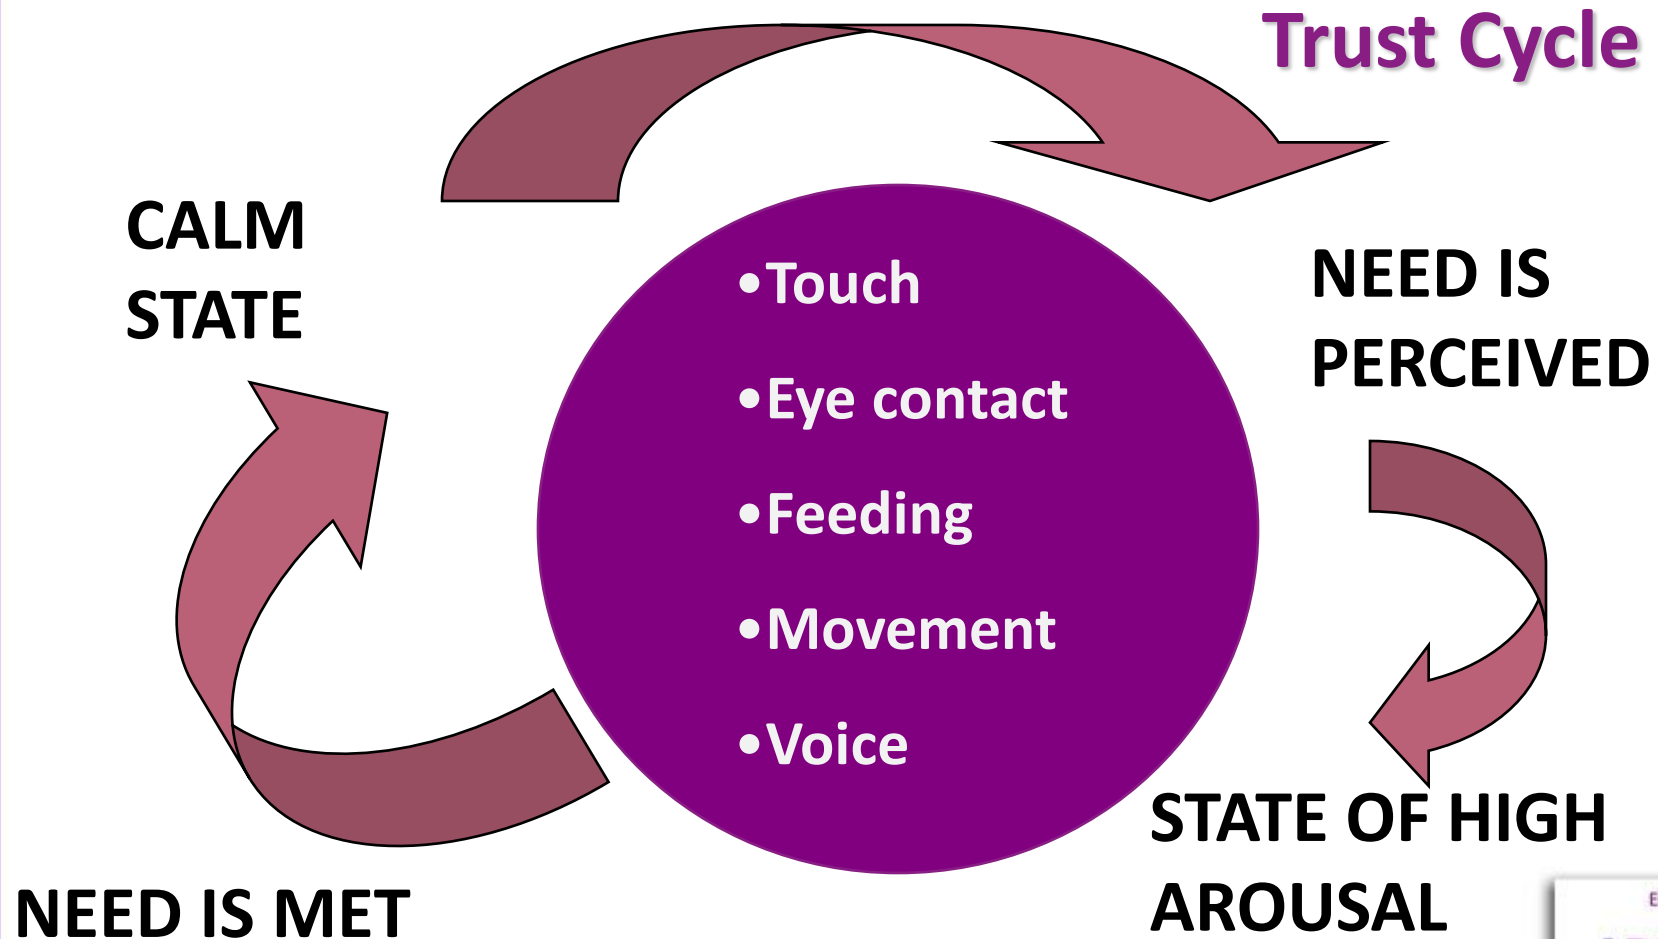 Trust Cycle
CALM
STATE
NEED IS
PERCEIVED
•Touch
•Eye contact
•Feeding
•Movement
•Voice
STATE OF HIGH
AROUSAL
NEED IS MET